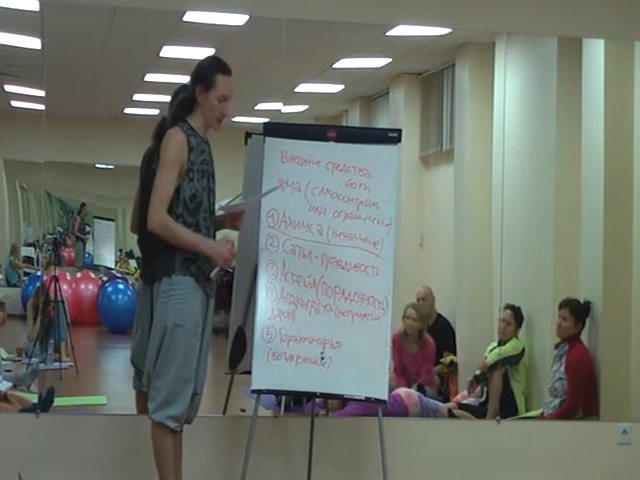 Внешние средства
йоги
яма (самоконтроль
или ограничения)
① Ахимса (ненасилие)
② Сатья - правдивость
③ Астейя (порядочность)
④ Апариграха (
даров)
⑤ Брахмачарья